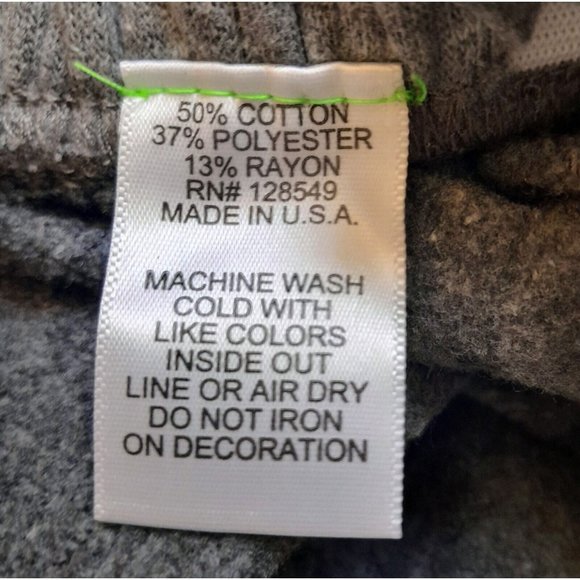 50% COTTON
37% POLYESTER
13% RAYON
RN# 128549
MADE IN U.S.A.
MACHINE WASH
COLD WITH
LIKE COLORS
INSIDE OUT
LINE OR AIR DRY
DO NOT IRON
ON DECORATION